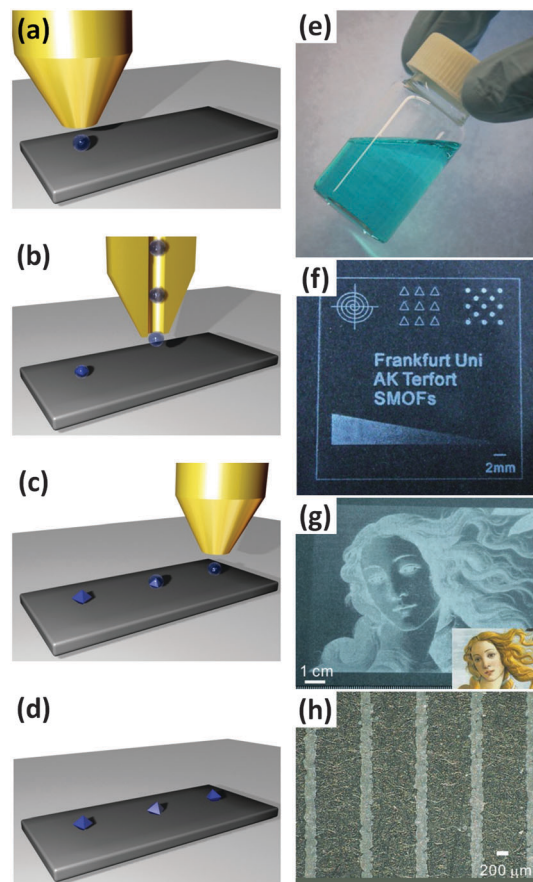 (a)
(b)
(c)
(d)
(e)
(f)
Frankfurt Uni
AK Terfort
SMOFs
2mm
(g)
1 cm
(h)
200 µm